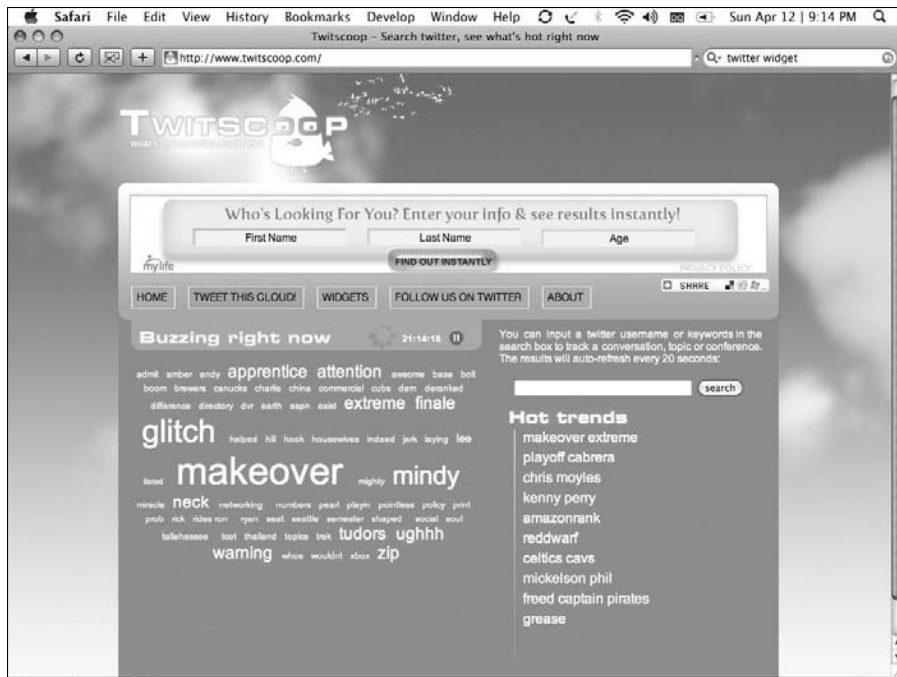 Safari File Edit View History Bookmarks Develop Window Help Sun Apr 12 | 9:14 PM
Twitscoop – Search twitter, see what's hot right now
http://www.twitscoop.com/ twitter widget
TWITSCOOP
Who's Looking For You? Enter your info & see results instantly!
First Name Last Name Age
FIND OUT INSTANTLY
mylife PRIVACY POLICY
SHARE
HOME TWEET THIS CLOUD! WIDGETS FOLLOW US ON TWITTER ABOUT
Buzzing right now 21:14:18
You can input a twitter username or keywords in the
search box to track a conversation, topic or conference.
The results will auto-refresh every 20 seconds:
search
admit amber andy apprentice attention awesome base bolt
boom brewers canucks charlie china commercial cubs dam deranked
difference directory dvr earth espn exist extreme finale
glitch helped hill hook housewives indeed jerk laying lee
listed makeover mighty mindy
miracle neck networking numbers pearl playin pointless policy print
prob rick rides ron ryan seat seattle semester shaped social soul
tallahassee toot thailand topics trek tudors ughhh
warning whos wouldnt xbox zip
Hot trends
makeover extreme
playoff cabrera
chris moyles
kenny perry
amazonrank
reddwarf
celtics cavs
mickelson phil
freed captain pirates
grease